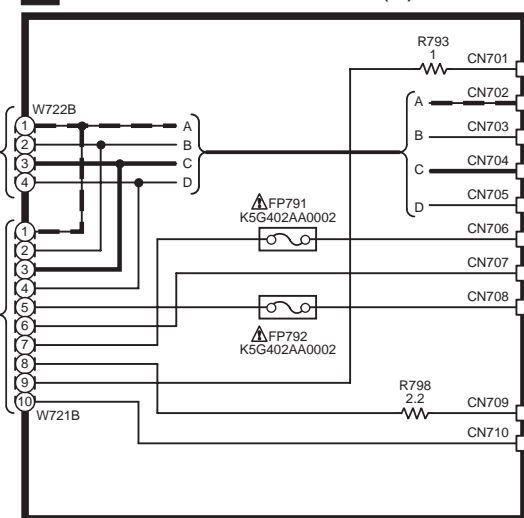 R793
1
CN701
W722B
CN702
1
A
A
2
B
B
CN703
3
C
C
CN704
4
D
D
CN705
FP791
K5G402AA0002
1
CN706
2
3
CN707
4
5
CN708
6
FP792
K5G402AA0002
7
8
9
R798
2.2
CN709
10
W721B
CN710